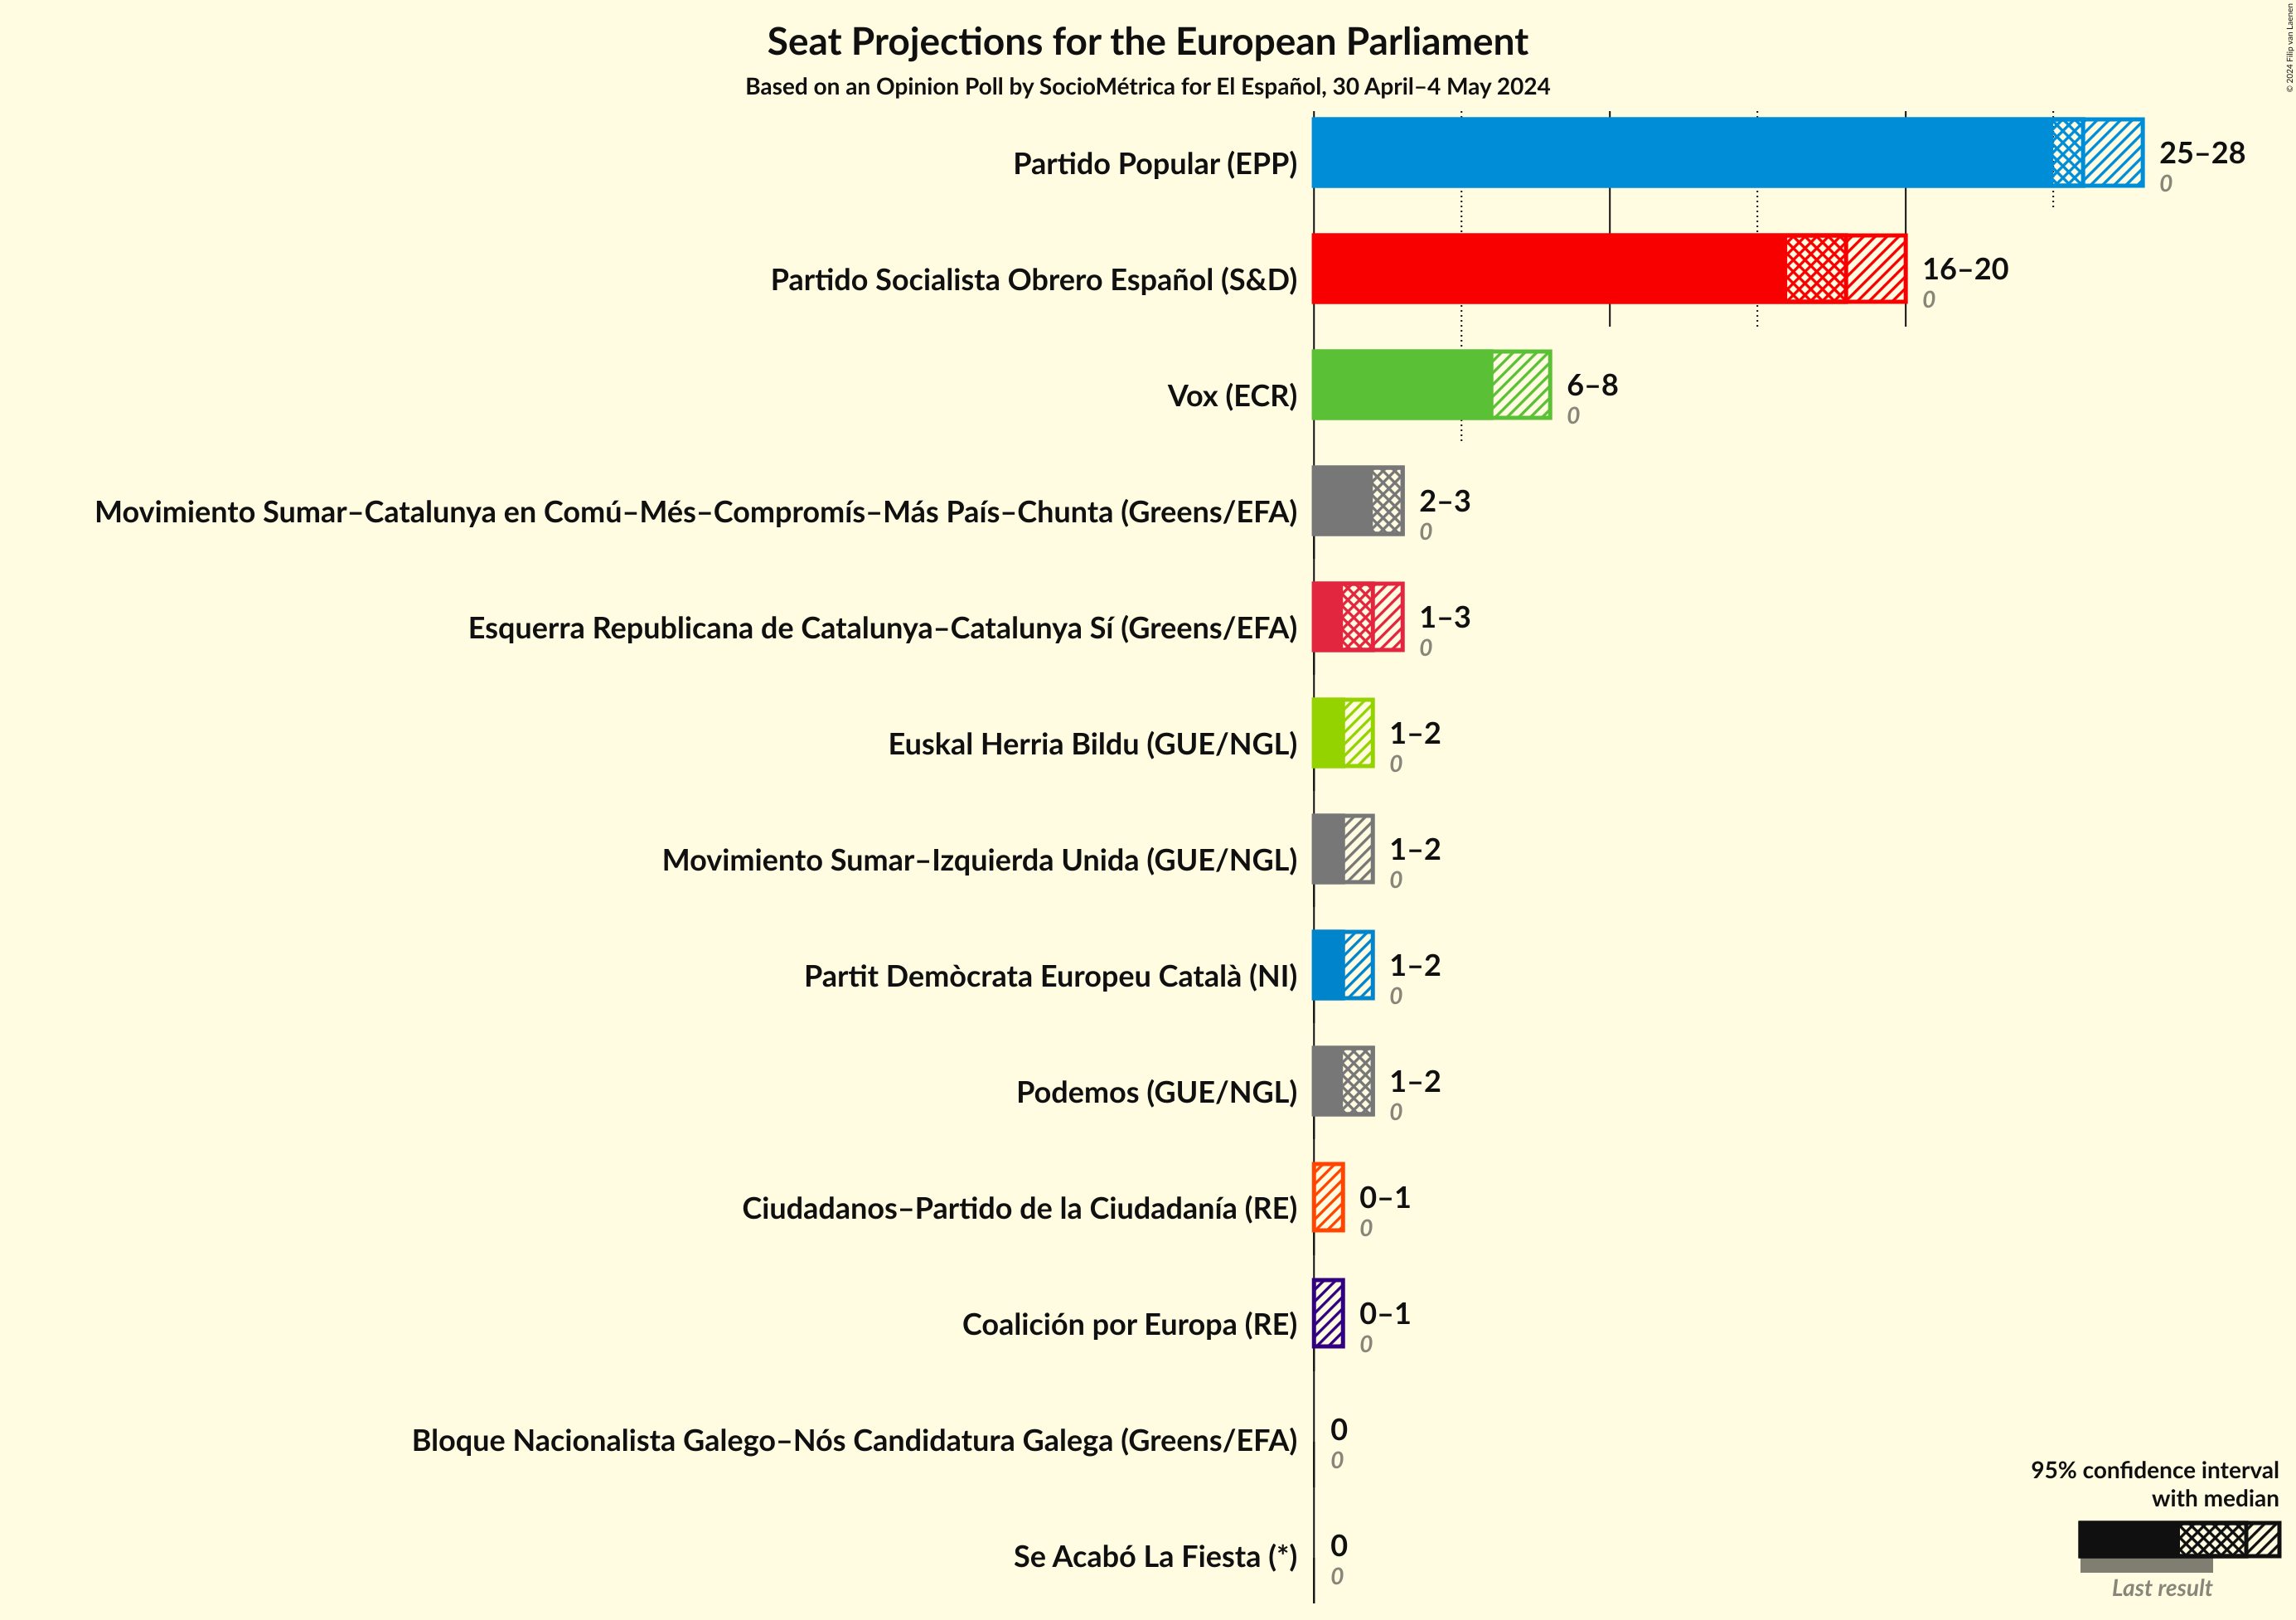 Seat Projections for the European Parliament
Based on an Opinion Poll by SocioMétrica for El Español, 30 April–4 May 2024
© 2024 Filip van Laenen
Partido Popular (EPP)
25–28
0
Partido Socialista Obrero Español (S&D)
16–20
0
Vox (ECR)
6–8
0
Movimiento Sumar–Catalunya en Comú–Més–Compromís–Más País–Chunta (Greens/EFA)
2–3
0
Esquerra Republicana de Catalunya–Catalunya Sí (Greens/EFA)
1–3
0
Euskal Herria Bildu (GUE/NGL)
1–2
0
Movimiento Sumar–Izquierda Unida (GUE/NGL)
1–2
0
Partit Demòcrata Europeu Català (NI)
1–2
0
Podemos (GUE/NGL)
1–2
0
Ciudadanos–Partido de la Ciudadanía (RE)
0–1
0
Coalición por Europa (RE)
0–1
0
Bloque Nacionalista Galego–Nós Candidatura Galega (Greens/EFA)
0
0
Se Acabó La Fiesta (*)
0
0
95% confidence interval
with median
Last result